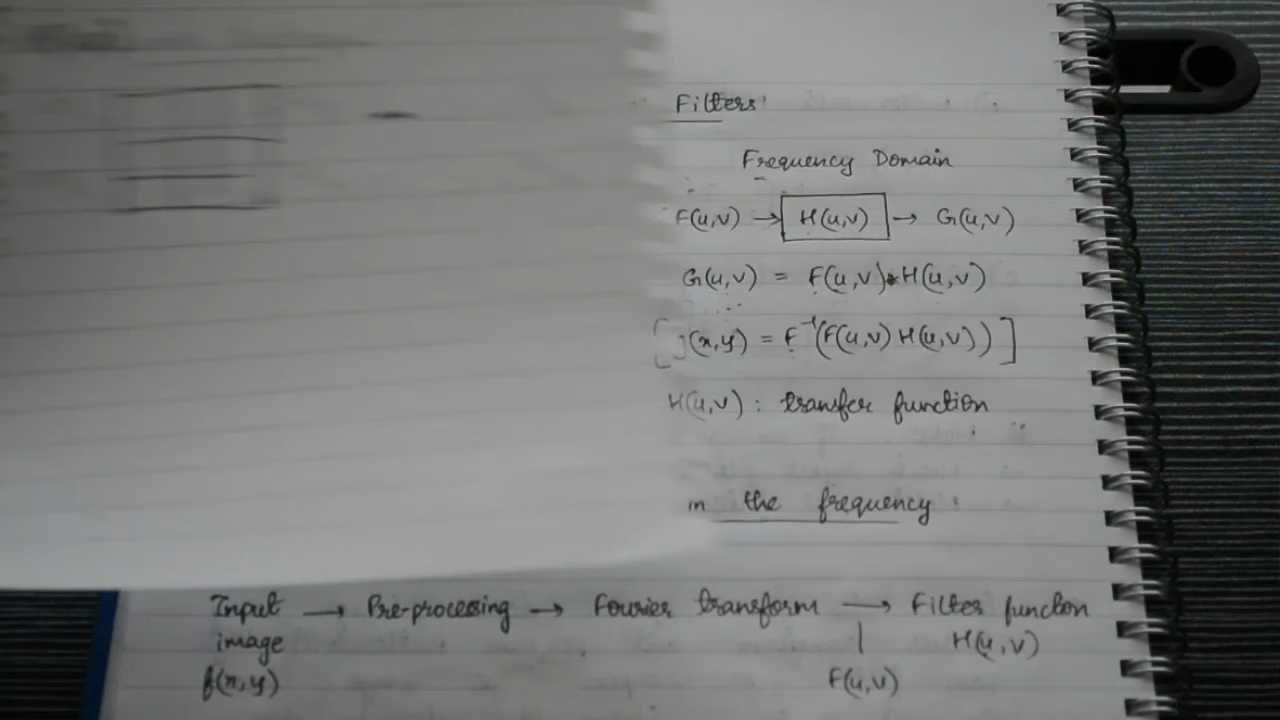 Filters
Frequency Domain
F(u,v) → H(u,v) → G(u,v)
G(u,v) = F(u,v)*H(u,v)
(x,y) = F⁻¹(F(u,v) H(u,v)) ]
H(u,v) : transfer function
in the frequency :
Input → Pre-processing → Fourier transform → Filter function
image | H(u,v)
f(x,y) F(u,v)